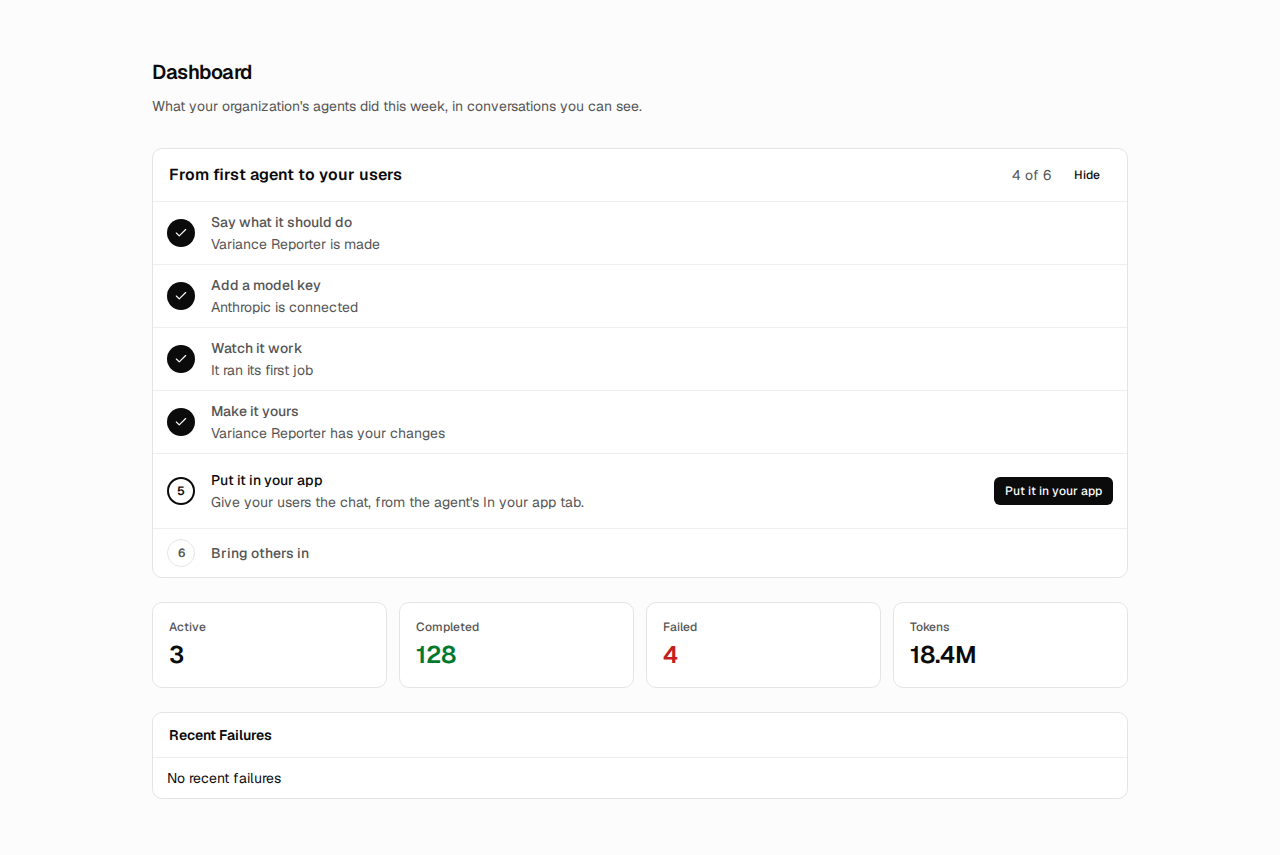 Dashboard
What your organization's agents did this week, in conversations you can see.
From first agent to your users
4 of 6
Hide
Say what it should do
Variance Reporter is made
Add a model key
Anthropic is connected
Watch it work
It ran its first job
Make it yours
Variance Reporter has your changes
5
Put it in your app
Give your users the chat, from the agent's In your app tab.
Put it in your app
6
Bring others in
Active
3
Completed
128
Failed
4
Tokens
18.4M
Recent Failures
No recent failures